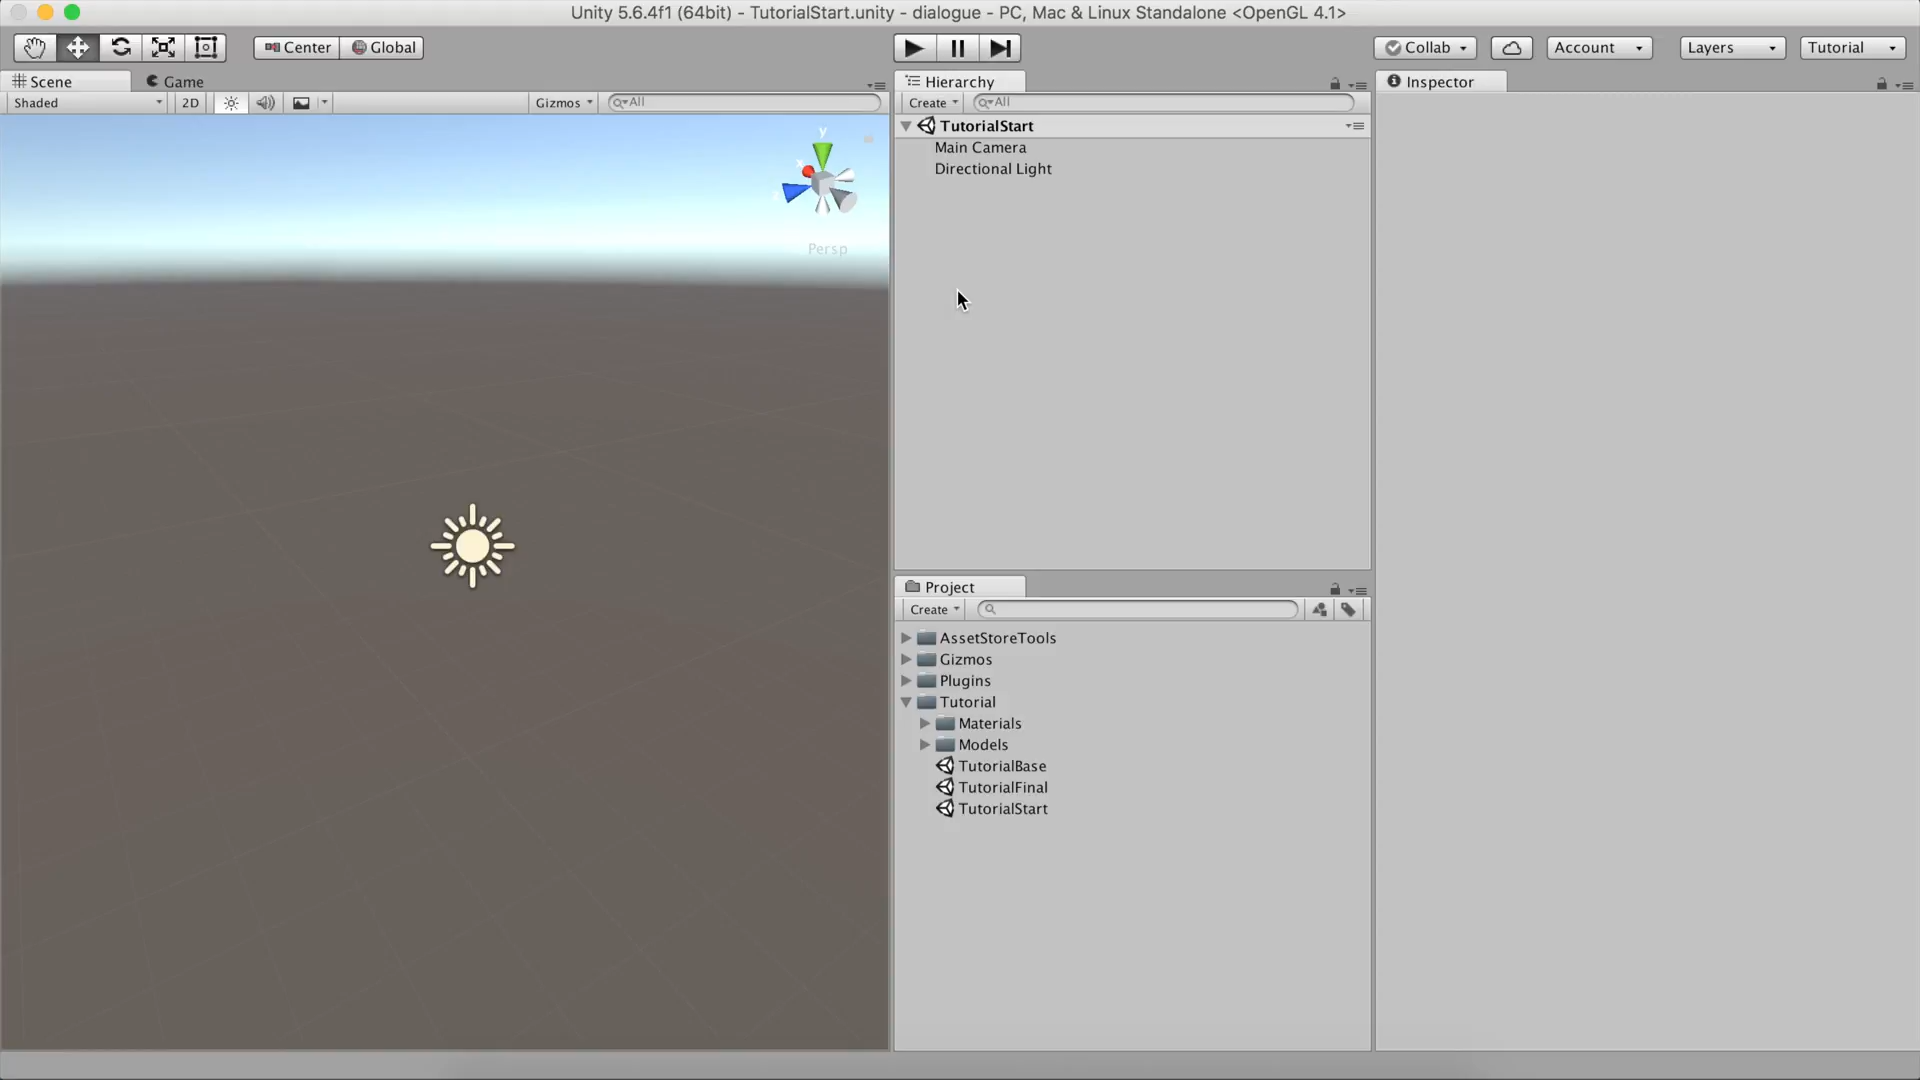 Unity 5.6.4f1 (64bit) - TutorialStart.unity - dialogue - PC, Mac & Linux Standalone <OpenGL 4.1>
Center Global Collab Account Layers Tutorial
Scene Game
Shaded 2D Gizmos All
y
x
Persp
Hierarchy
Create All
TutorialStart
Main Camera
Directional Light
Project
Create
AssetStoreTools
Gizmos
Plugins
Tutorial
Materials
Models
TutorialBase
TutorialFinal
TutorialStart
Inspector